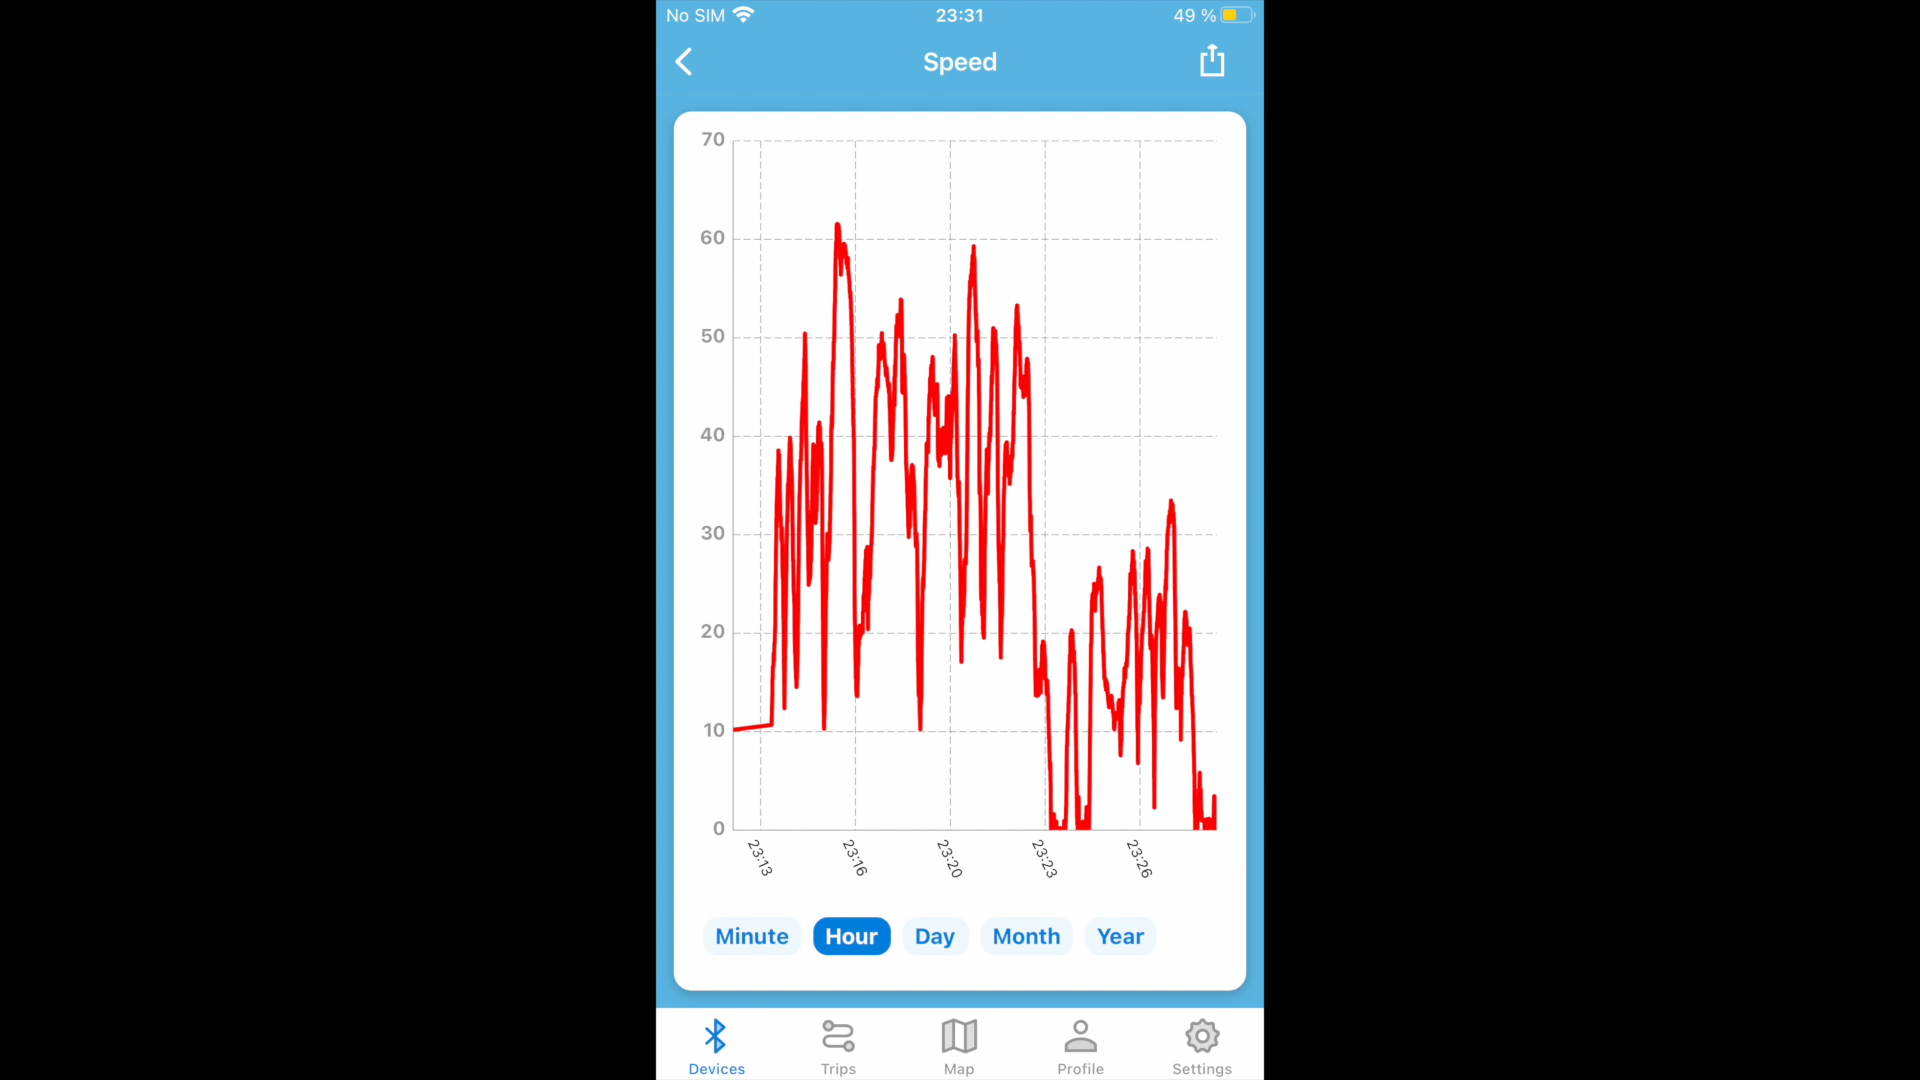 No SIM 23:31 49 %
Speed
70
60
50
40
30
20
10
0
23:13 23:16 23:20 23:23 23:26
Minute Hour Day Month Year
Devices Trips Map Profile Settings